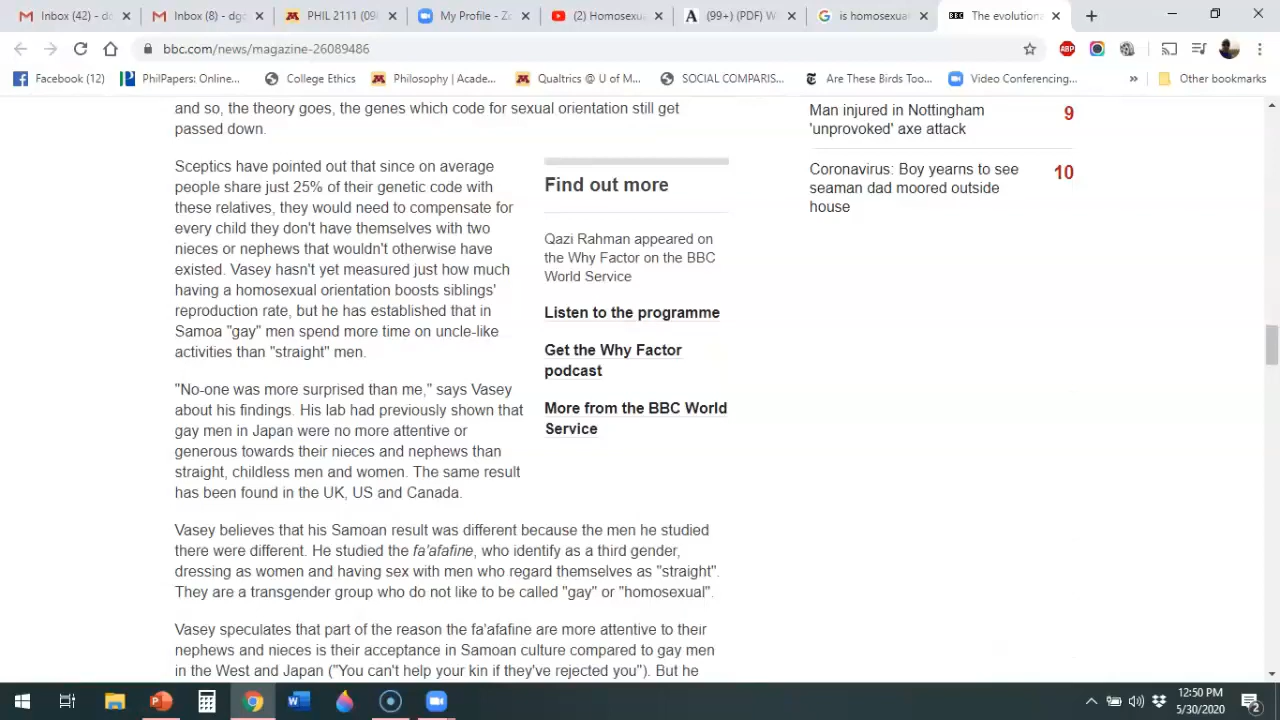 Inbox (42) - d
Inbox (8) - dg
PHIL 2111 (09
My Profile - Z
(2) Homosexu
(99+) (PDF) W
is homosexual
The evolution
bbc.com/news/magazine-26089486
ABP
Facebook (12)
PhilPapers: Online...
College Ethics
Philosophy | Acade...
Qualtrics @ U of M...
SOCIAL COMPARIS...
Are These Birds Too...
Video Conferencing...
»
Other bookmarks
and so, the theory goes, the genes which code for sexual orientation still get
passed down.
Sceptics have pointed out that since on average
people share just 25% of their genetic code with
these relatives, they would need to compensate for
every child they don't have themselves with two
nieces or nephews that wouldn't otherwise have
existed. Vasey hasn't yet measured just how much
having a homosexual orientation boosts siblings'
reproduction rate, but he has established that in
Samoa "gay" men spend more time on uncle-like
activities than "straight" men.
Find out more
Qazi Rahman appeared on
the Why Factor on the BBC
World Service
Listen to the programme
Get the Why Factor
podcast
More from the BBC World
Service
"No-one was more surprised than me," says Vasey
about his findings. His lab had previously shown that
gay men in Japan were no more attentive or
generous towards their nieces and nephews than
straight, childless men and women. The same result
has been found in the UK, US and Canada.
Vasey believes that his Samoan result was different because the men he studied
there were different. He studied the fa'afafine, who identify as a third gender,
dressing as women and having sex with men who regard themselves as "straight".
They are a transgender group who do not like to be called "gay" or "homosexual".
Vasey speculates that part of the reason the fa'afafine are more attentive to their
nephews and nieces is their acceptance in Samoan culture compared to gay men
in the West and Japan ("You can't help your kin if they've rejected you"). But he
Man injured in Nottingham
'unprovoked' axe attack
9
Coronavirus: Boy yearns to see
seaman dad moored outside
house
10
12:50 PM
5/30/2020
2